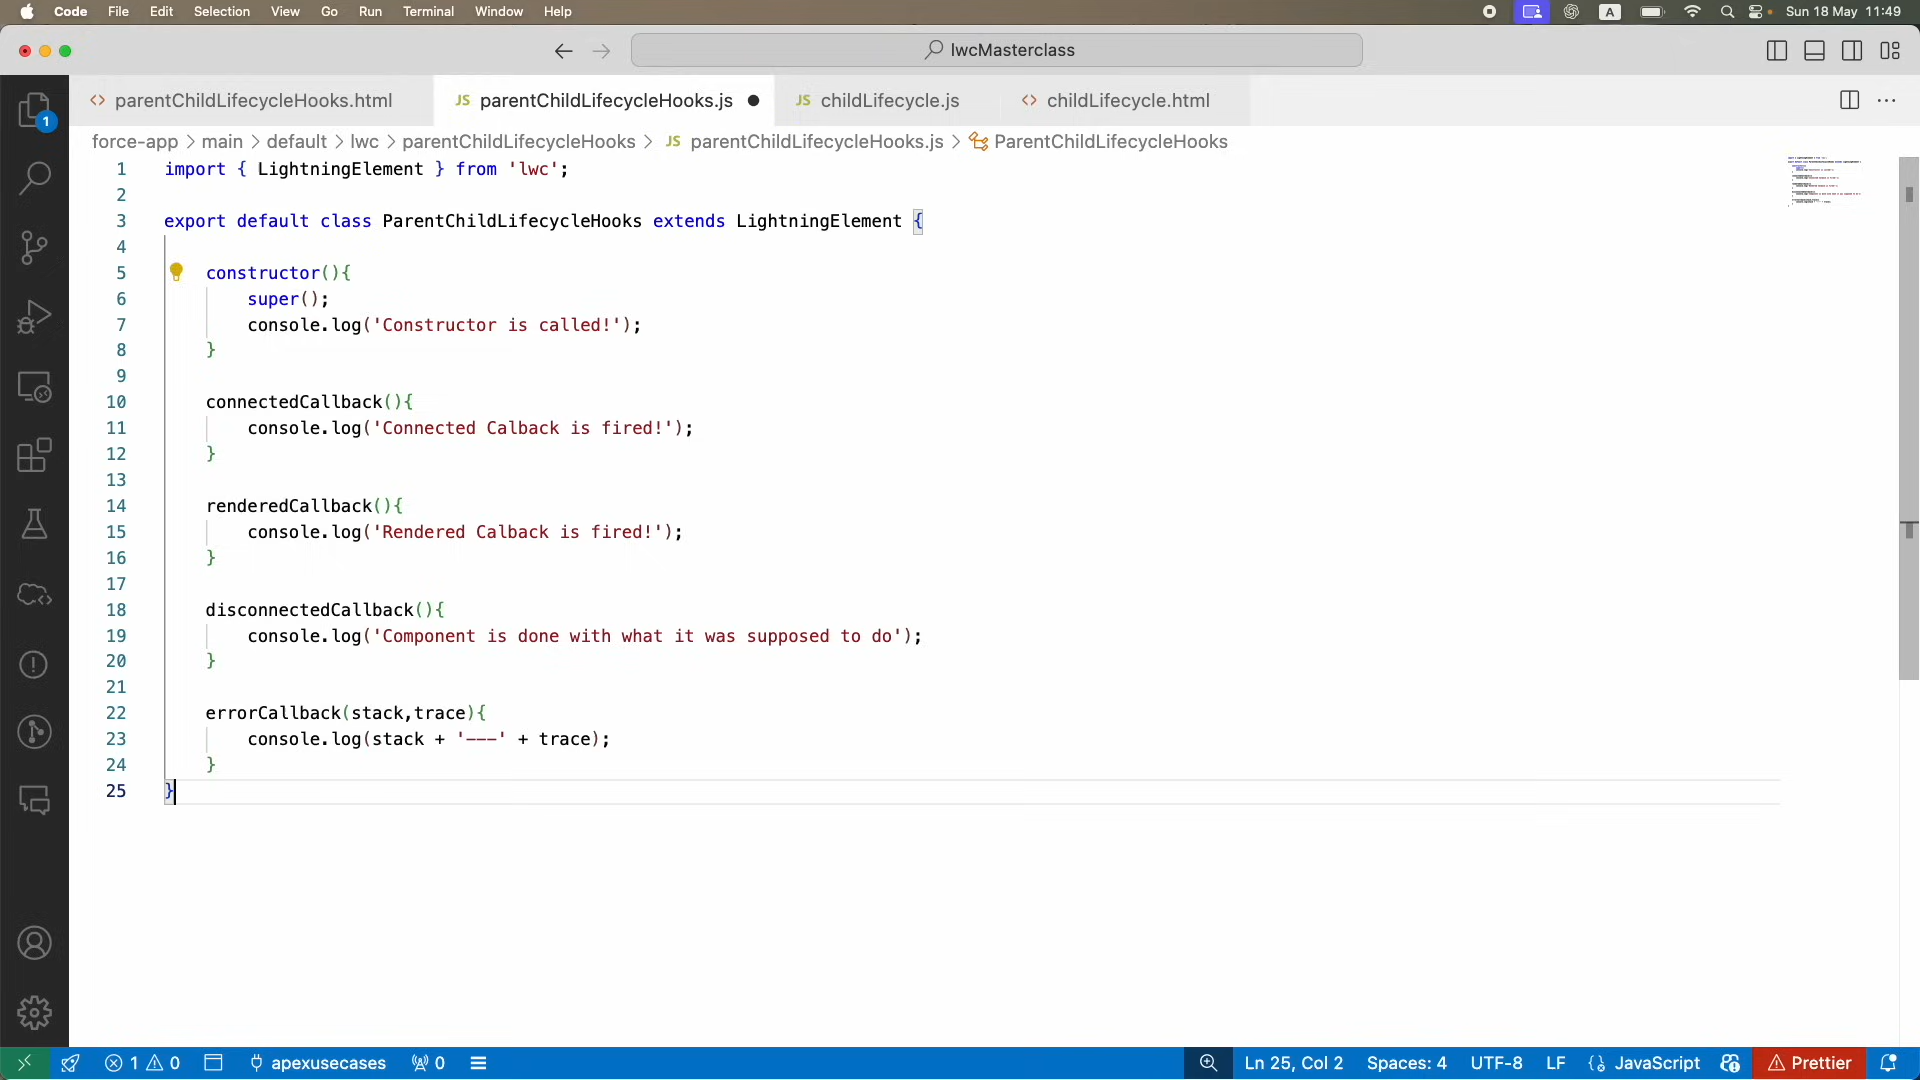 Code File Edit Selection View Go Run Terminal Window Help A Sun 18 May 11:49
lwcMasterclass
<> parentChildLifecycleHooks.html JS parentChildLifecycleHooks.js ● JS childLifecycle.js <> childLifecycle.html
1
force-app > main > default > lwc > parentChildLifecycleHooks > JS parentChildLifecycleHooks.js > ParentChildLifecycleHooks
1 import { LightningElement } from 'lwc';
2
3 export default class ParentChildLifecycleHooks extends LightningElement {
4
5 constructor(){
6 super();
7 console.log('Constructor is called!');
8 }
9
10 connectedCallback(){
11 console.log('Connected Calback is fired!');
12 }
13
14 renderedCallback(){
15 console.log('Rendered Calback is fired!');
16 }
17
18 disconnectedCallback(){
19 console.log('Component is done with what it was supposed to do');
20 }
21
22 errorCallback(stack,trace){
23 console.log(stack + '---' + trace);
24 }
25 }
1 0 apexusecases 0 Ln 25, Col 2 Spaces: 4 UTF-8 LF {} JavaScript Prettier